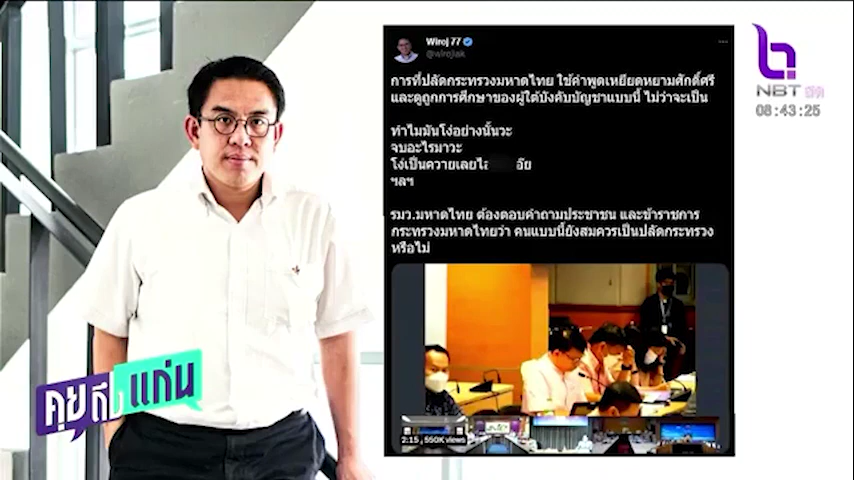 Wiroj 77
@wirojlak
การที่ปลัดกระทรวงมหาดไทย ใช้คำพูดเหยียดหยามศักดิ์ศรี
และดูถูกการศึกษาของผู้ใต้บังคับบัญชาแบบนี้ ไม่ว่าจะเป็น
ทำไมมันโง่อย่างนั้นวะ
จบอะไรมาวะ
โง่เป็นควายเลยไอ อ๊ย
ฯลฯ
รมว.มหาดไทย ต้องตอบคำถามประชาชน และข้าราชการ
กระทรวงมหาดไทยว่า คนแบบนี้ยังสมควรเป็นปลัดกระทรวง
หรือไม่
2:15
550K views
NBT
08:43:25
คุยถึงแก่น